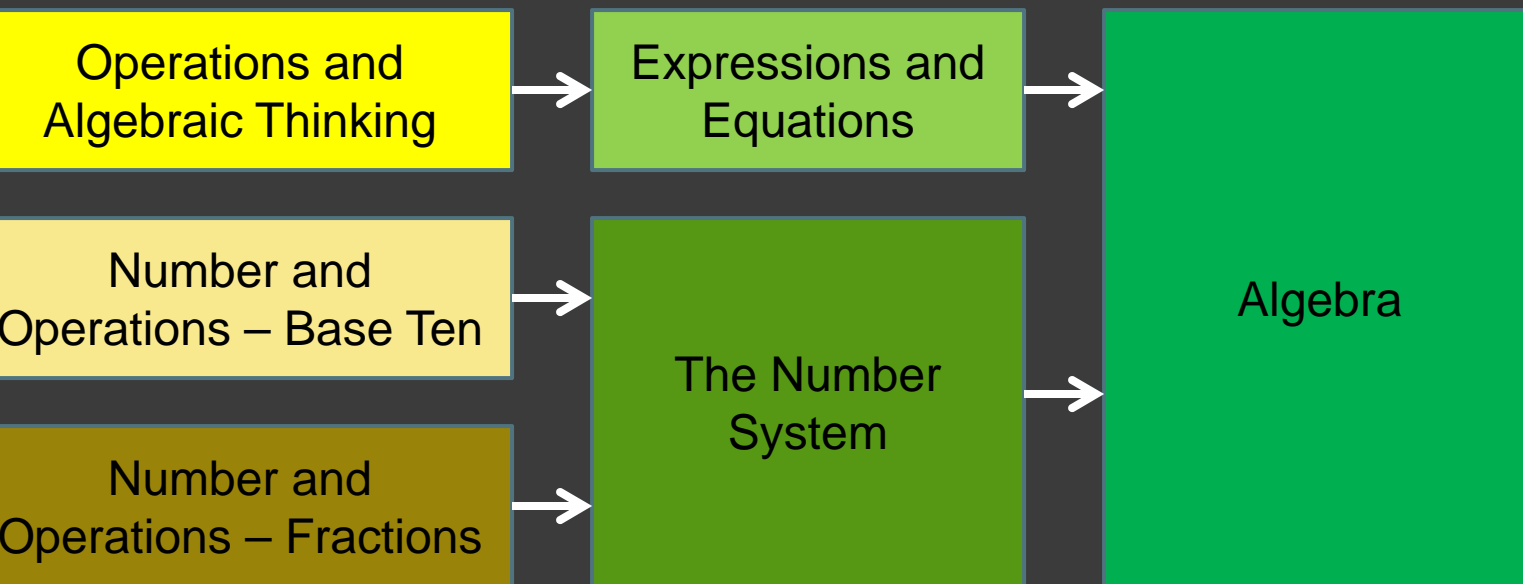 Operations and
Algebraic Thinking
Expressions and
Equations
Number and
Operations – Base Ten
The Number
System
Number and
Operations – Fractions
Algebra